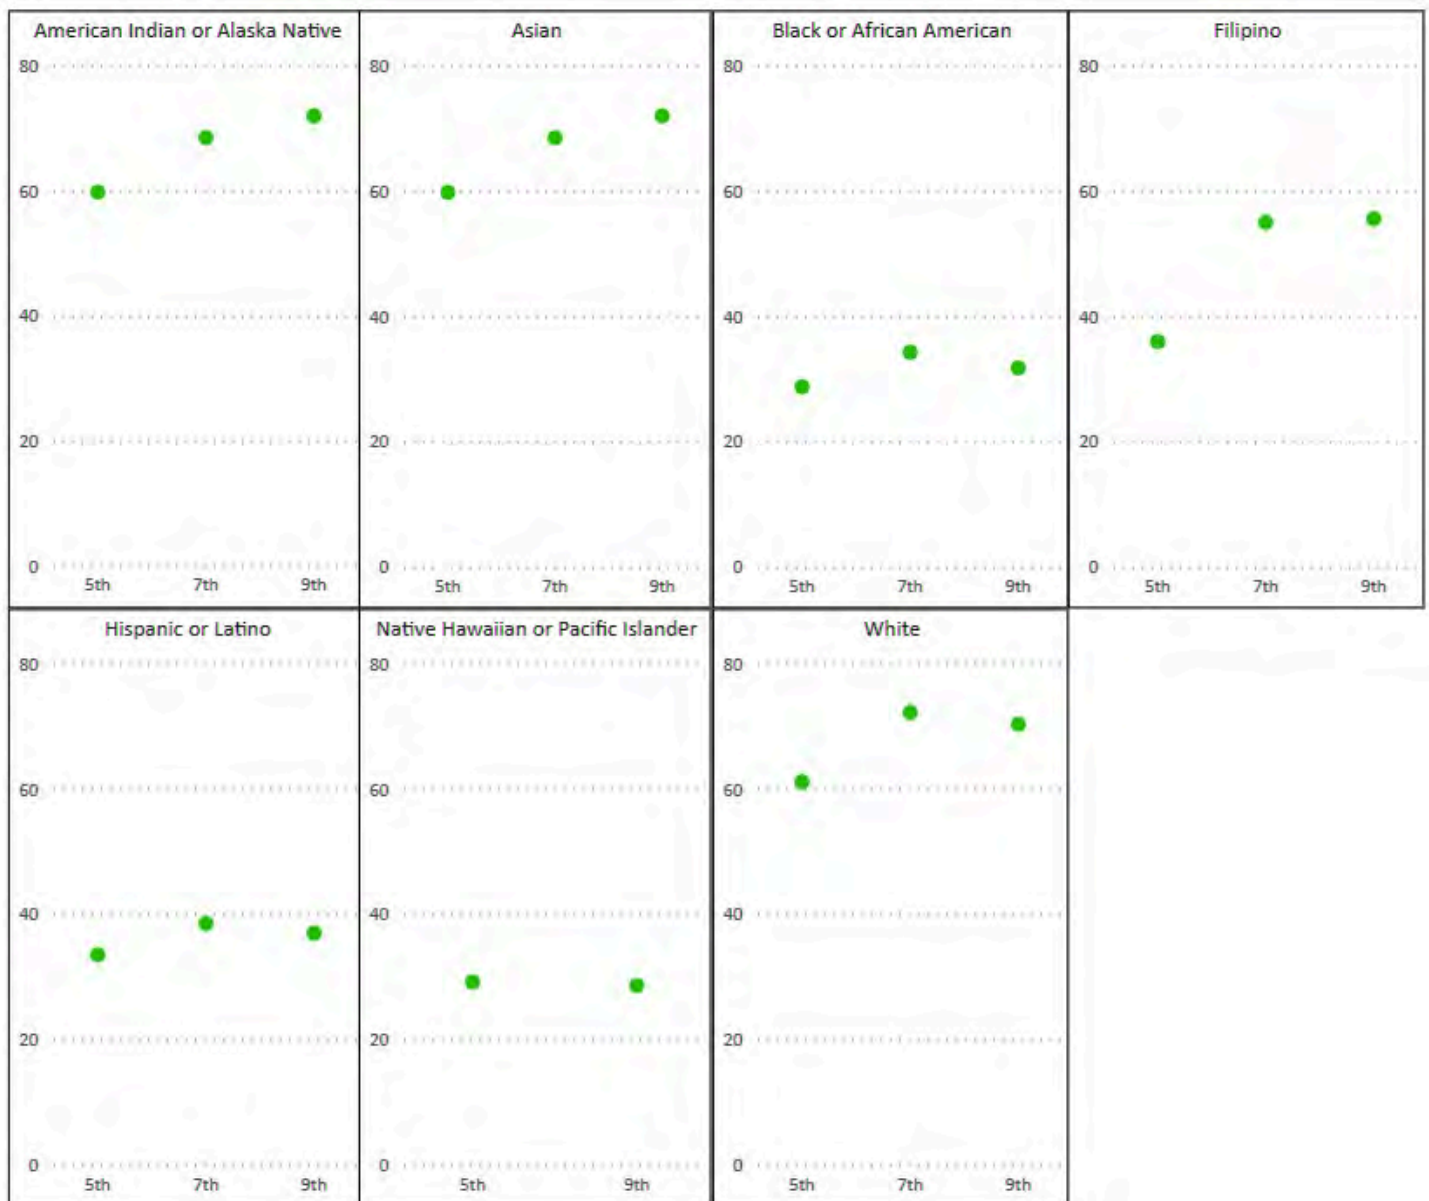 American Indian or Alaska Native
80
60
40
20
0
5th 7th 9th
Asian
80
60
40
20
0
5th 7th 9th
Black or African American
80
60
40
20
0
5th 7th 9th
Filipino
80
60
40
20
0
5th 7th 9th
Hispanic or Latino
80
60
40
20
0
5th 7th 9th
Native Hawaiian or Pacific Islander
80
60
40
20
0
5th 9th
White
80
60
40
20
0
5th 7th 9th